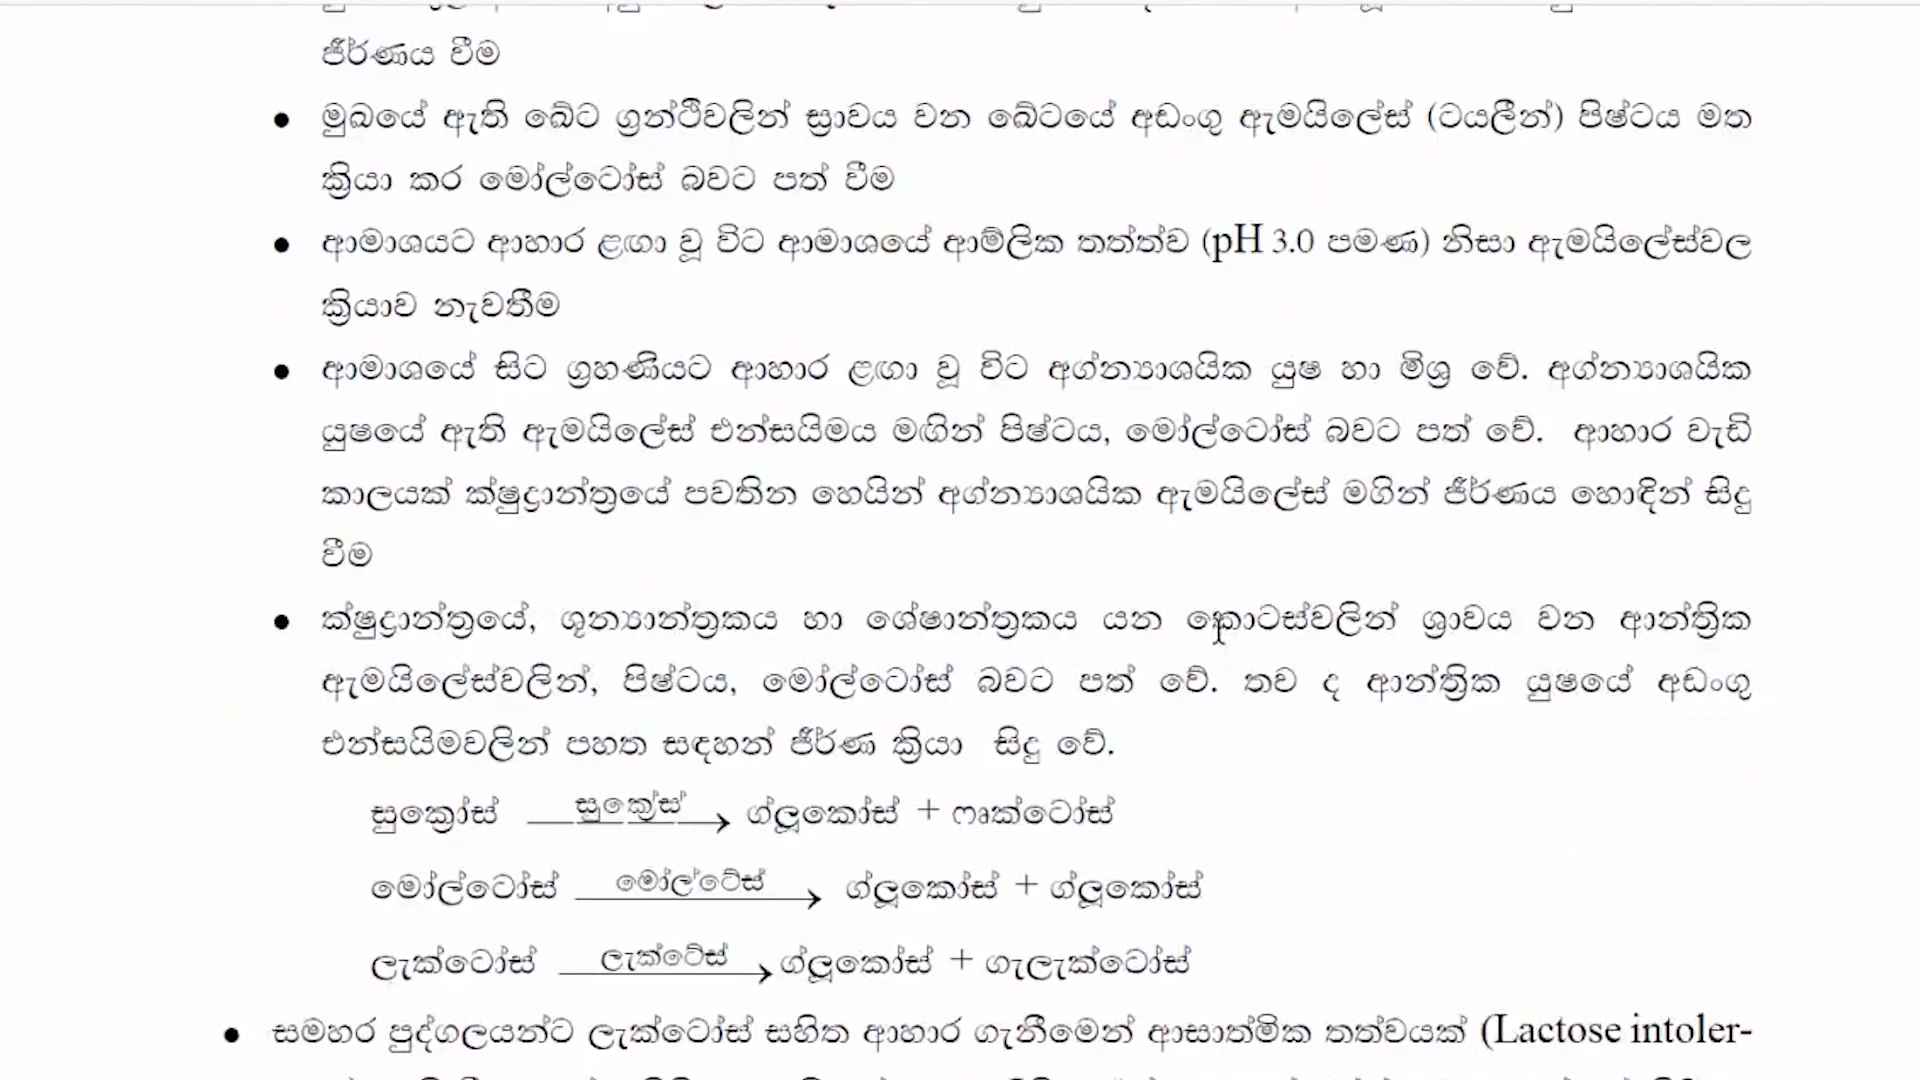 ජීර්ණය වීම
● මුඛයේ ඇති ඛේට ග්‍රන්ථිවලින් ස්‍රාවය වන ඛේටයේ අඩංගු ඇමයිලේස් (ටයලීන්) පිෂ්ටය මත
ක්‍රියා කර මෝල්ටෝස් බවට පත් වීම
● ආමාශයට ආහාර ළඟා වූ විට ආමාශයේ ආම්ලික තත්ත්ව (pH 3.0 පමණ) නිසා ඇමයිලේස්වල
ක්‍රියාව නැවතීම
● ආමාශයේ සිට ග්‍රහණියට ආහාර ළඟා වූ විට අග්න්‍යාශයික යුෂ හා මිශ්‍ර වේ. අග්න්‍යාශයික
යුෂයේ ඇති ඇමයිලේස් එන්සයිමය මඟින් පිෂ්ටය, මෝල්ටෝස් බවට පත් වේ. ආහාර වැඩි
කාලයක් ක්ෂුද්‍රාන්ත්‍රයේ පවතින හෙයින් අග්න්‍යාශයික ඇමයිලේස් මගින් ජීර්ණය හොඳින් සිදු
වීම
● ක්ෂුද්‍රාන්ත්‍රයේ, ශූන්‍යාන්ත්‍රකය හා ශේෂාන්ත්‍රකය යන කොටස්වලින් ශ්‍රාවය වන ආන්ත්‍රික
ඇමයිලේස්වලින්, පිෂ්ටය, මෝල්ටෝස් බවට පත් වේ. තව ද ආන්ත්‍රික යුෂයේ අඩංගු
එන්සයිමවලින් පහත සඳහන් ජීර්ණ ක්‍රියා සිදු වේ.
සුක්‍රෝස් සුක්‍රේස් → ග්ලූකෝස් + ෆෘක්ටෝස්
මෝල්ටෝස් මෝල්ටේස් → ග්ලූකෝස් + ග්ලූකෝස්
ලැක්ටෝස් ලැක්ටේස් → ග්ලූකෝස් + ගැලැක්ටෝස්
● සමහර පුද්ගලයන්ට ලැක්ටෝස් සහිත ආහාර ගැනීමෙන් ආසාත්මික තත්වයක් (Lactose intoler-